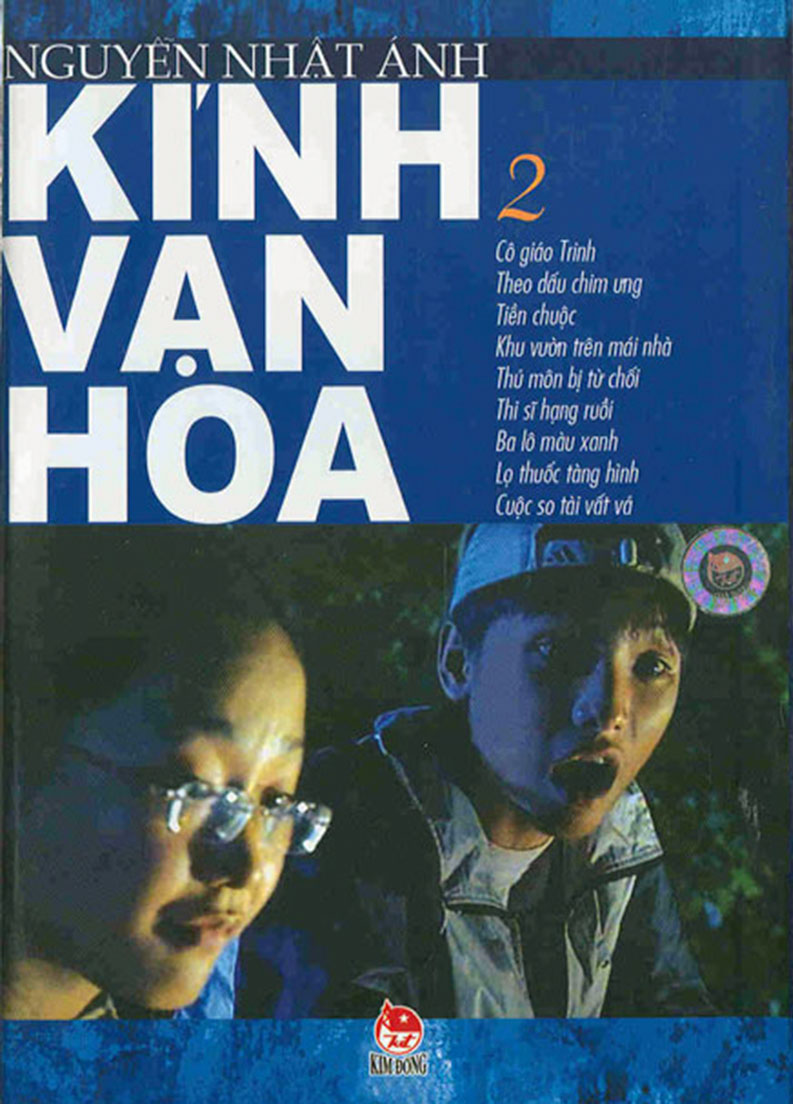 NGUYỄN NHẬT ÁNH
KÍNH
VẠN
HOA
2
Cô giáo Trinh
Theo dấu chim ưng
Tiền chuộc
Khu vườn trên mái nhà
Thủ môn bị từ chối
Thi sĩ hạng ruồi
Ba lô màu xanh
Lọ thuốc tàng hình
Cuộc so tài vất vả
KIM ĐỒNG